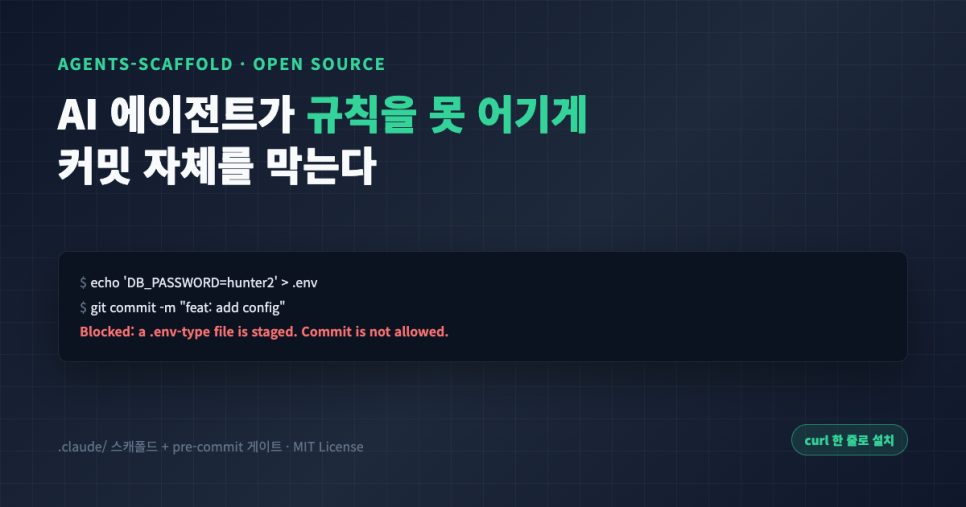 AGENTS-SCAFFOLD · OPEN SOURCE
AI 에이전트가 규칙을 못 어기게
커밋 자체를 막는다
$ echo 'DB_PASSWORD=hunter2' > .env
$ git commit -m "feat: add config"
Blocked: a .env-type file is staged. Commit is not allowed.
.claude/ 스캐폴드 + pre-commit 게이트 · MIT License
curl 한 줄로 설치